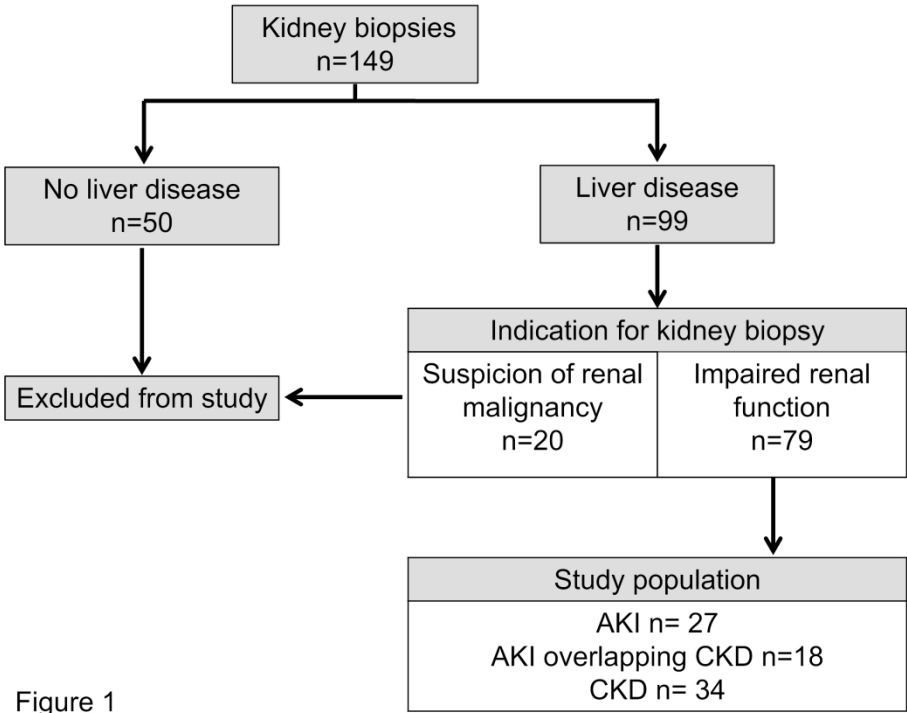 Kidney biopsies
n=149
No liver disease
n=50
Liver disease
n=99
Indication for kidney biopsy
Excluded from study
Suspicion of renal
malignancy
n=20
Impaired renal
function
n=79
Study population
AKI n= 27
AKI overlapping CKD n=18
CKD n= 34
Figure 1